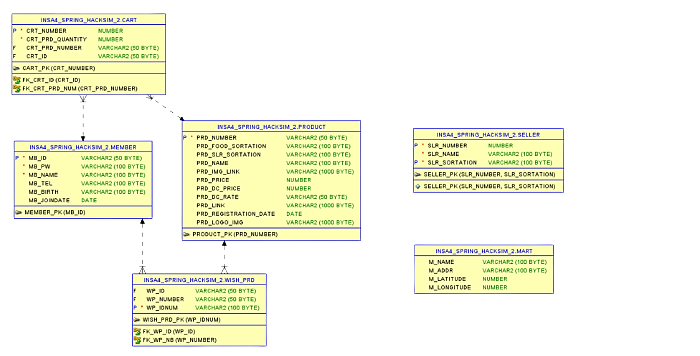 INSA4_SPRING_HACKSIM_2.CART
P * CRT_NUMBER NUMBER
* CRT_PRD_QUANTITY NUMBER
F CRT_PRD_NUMBER VARCHAR2 (50 BYTE)
F CRT_ID VARCHAR2 (50 BYTE)
CART_PK (CRT_NUMBER)
FK_CRT_ID (CRT_ID)
FK_CRT_PRD_NUM (CRT_PRD_NUMBER)
INSA4_SPRING_HACKSIM_2.MEMBER
P * MB_ID VARCHAR2 (50 BYTE)
* MB_PW VARCHAR2 (100 BYTE)
* MB_NAME VARCHAR2 (100 BYTE)
MB_TEL VARCHAR2 (100 BYTE)
MB_BIRTH VARCHAR2 (100 BYTE)
MB_JOINDATE DATE
MEMBER_PK (MB_ID)
INSA4_SPRING_HACKSIM_2.PRODUCT
P * PRD_NUMBER VARCHAR2 (50 BYTE)
PRD_FOOD_SORTATION VARCHAR2 (100 BYTE)
PRD_SLR_SORTATION VARCHAR2 (100 BYTE)
PRD_NAME VARCHAR2 (100 BYTE)
PRD_IMG_LINK VARCHAR2 (1000 BYTE)
PRD_PRICE NUMBER
PRD_DC_PRICE NUMBER
PRD_DC_RATE VARCHAR2 (50 BYTE)
PRD_LINK VARCHAR2 (1000 BYTE)
PRD_REGISTRATION_DATE DATE
PRD_LOGO_IMG VARCHAR2 (1000 BYTE)
PRODUCT_PK (PRD_NUMBER)
INSA4_SPRING_HACKSIM_2.SELLER
P * SLR_NUMBER NUMBER
* SLR_NAME VARCHAR2 (100 BYTE)
P * SLR_SORTATION VARCHAR2 (100 BYTE)
SELLER_PK (SLR_NUMBER, SLR_SORTATION)
SELLER_PK (SLR_NUMBER, SLR_SORTATION)
INSA4_SPRING_HACKSIM_2.MART
M_NAME VARCHAR2 (100 BYTE)
M_ADDR VARCHAR2 (100 BYTE)
M_LATITUDE NUMBER
M_LONGITUDE NUMBER
INSA4_SPRING_HACKSIM_2.WISH_PRD
F WP_ID VARCHAR2 (50 BYTE)
F WP_NUMBER VARCHAR2 (50 BYTE)
P * WP_IDNUM VARCHAR2 (100 BYTE)
WISH_PRD_PK (WP_IDNUM)
FK_WP_ID (WP_ID)
FK_WP_NB (WP_NUMBER)